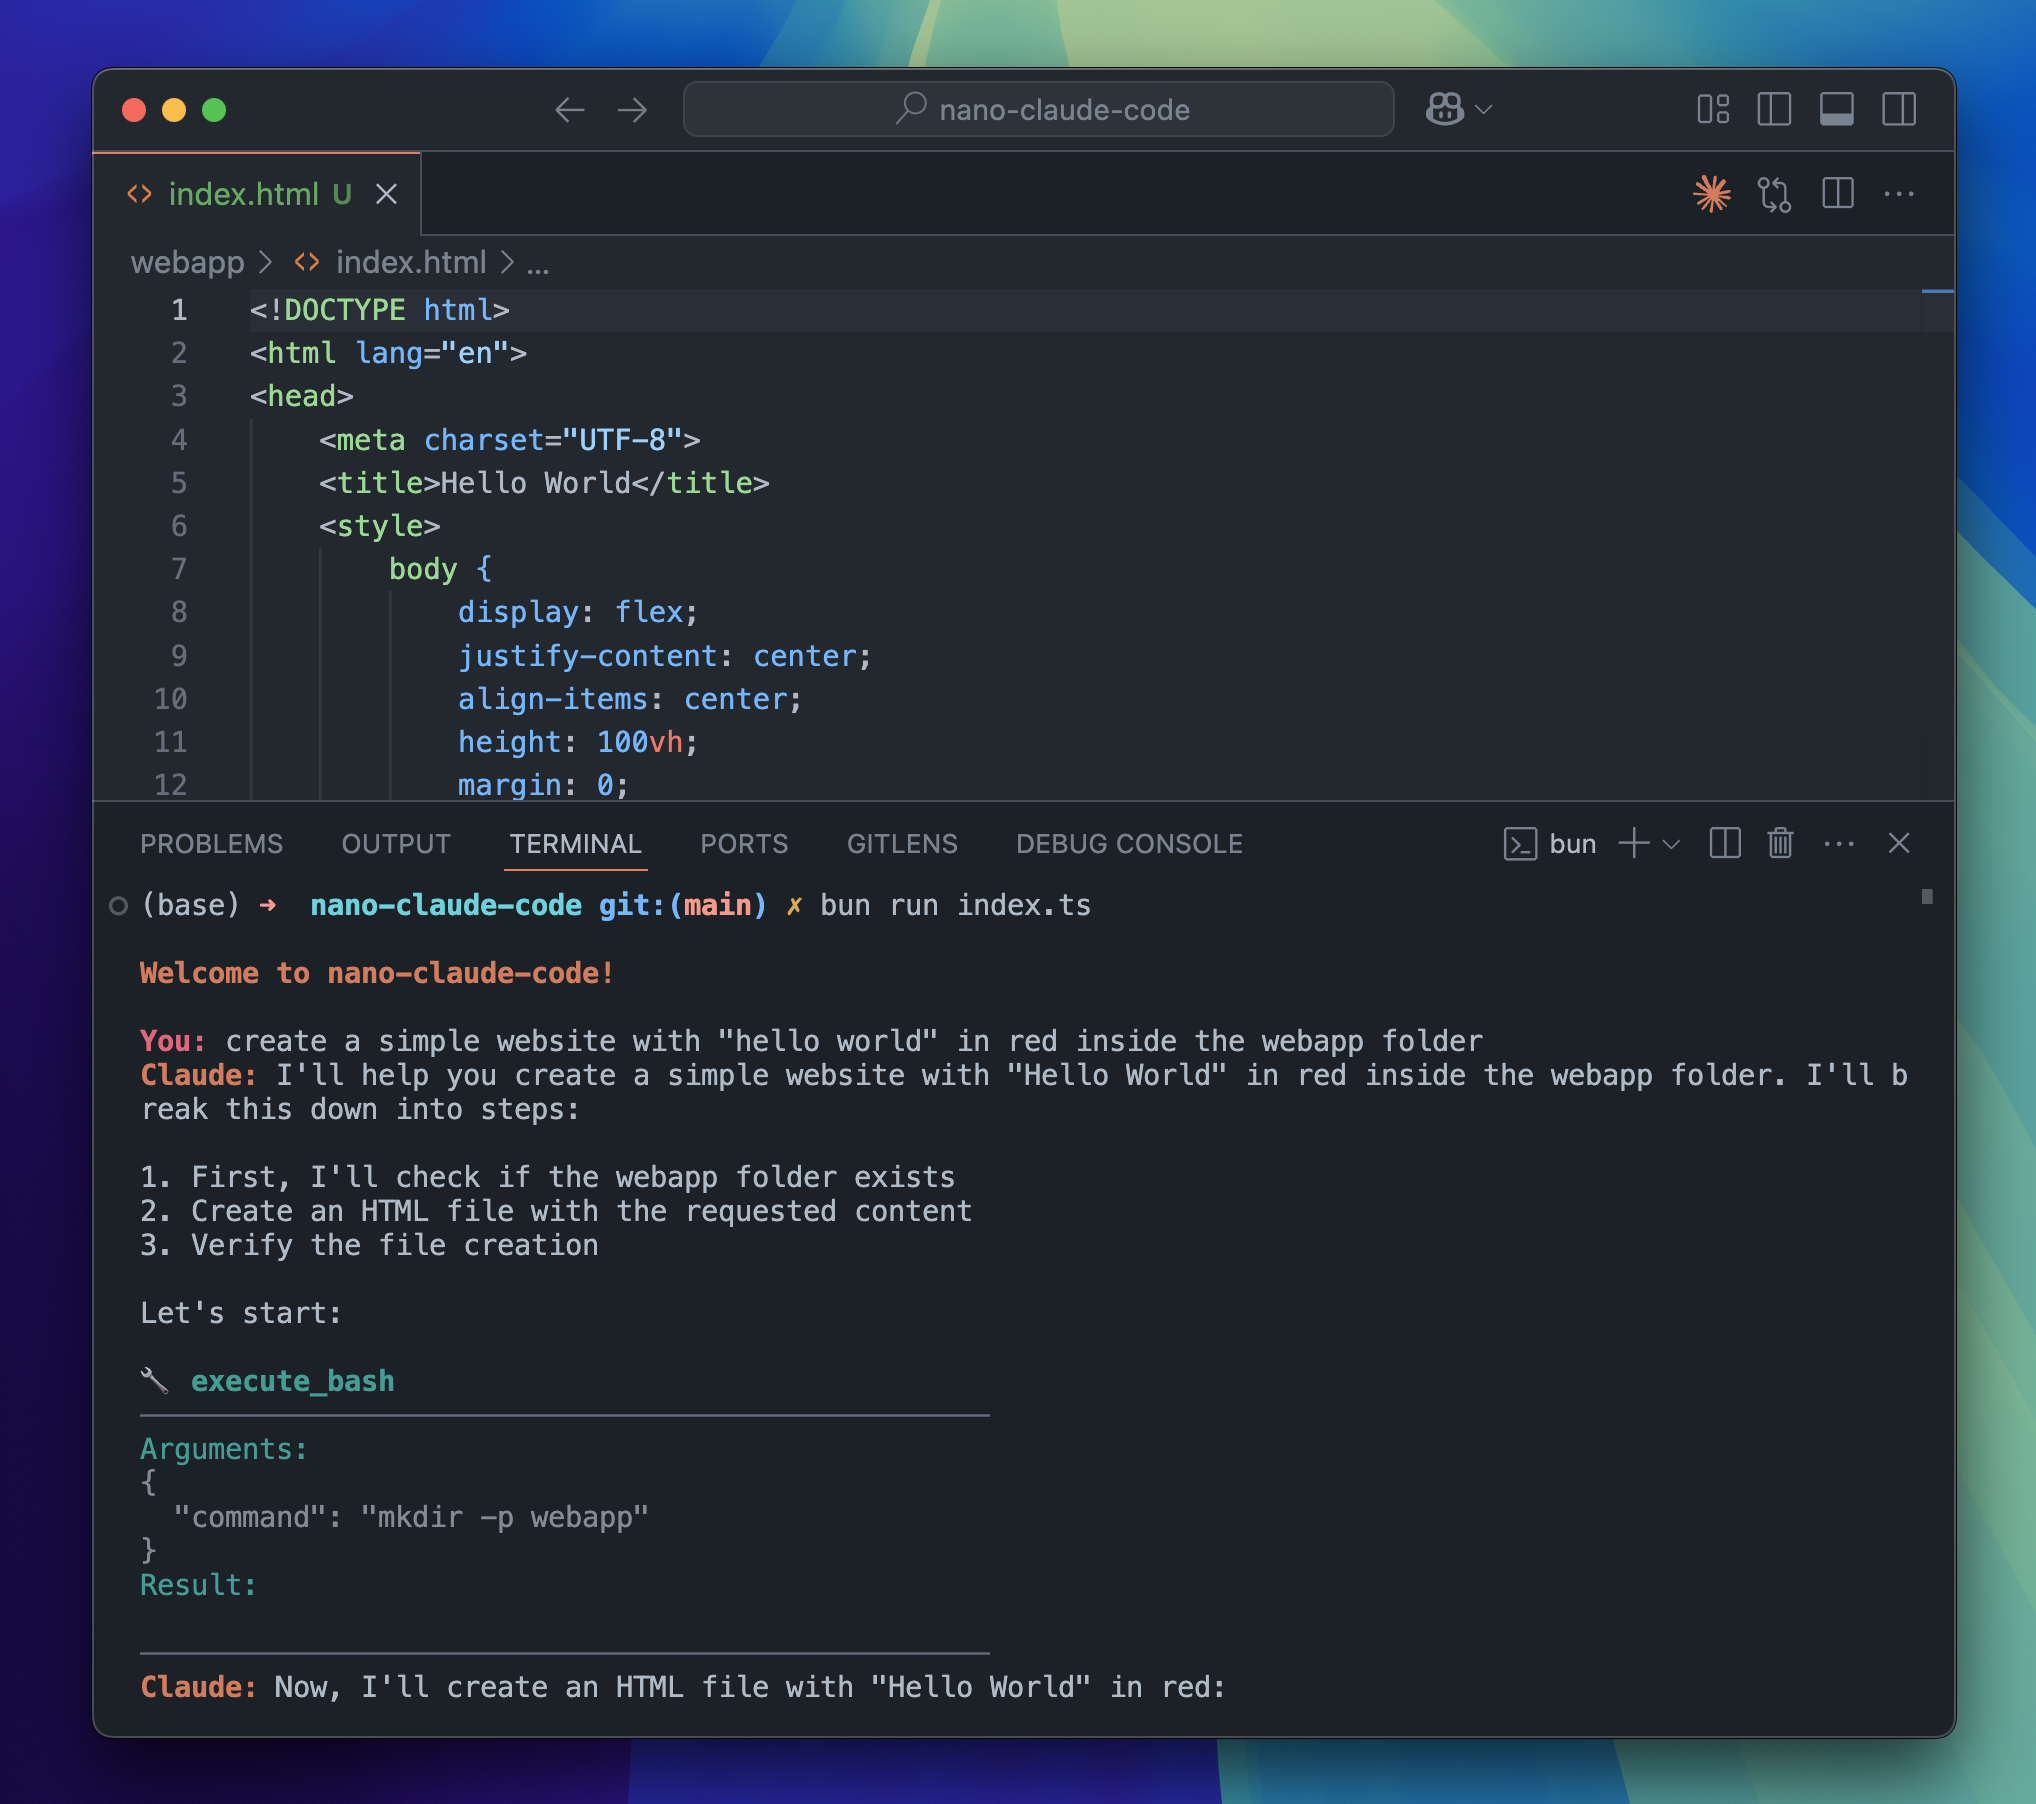 nano-claude-code
index.html U
webapp > index.html > ...
1 <!DOCTYPE html>
2 <html lang="en">
3 <head>
4 <meta charset="UTF-8">
5 <title>Hello World</title>
6 <style>
7 body {
8 display: flex;
9 justify-content: center;
10 align-items: center;
11 height: 100vh;
12 margin: 0;
PROBLEMS OUTPUT TERMINAL PORTS GITLENS DEBUG CONSOLE bun
(base) ➜ nano-claude-code git:(main) ✗ bun run index.ts
Welcome to nano-claude-code!
You: create a simple website with "hello world" in red inside the webapp folder
Claude: I'll help you create a simple website with "Hello World" in red inside the webapp folder. I'll b
reak this down into steps:
1. First, I'll check if the webapp folder exists
2. Create an HTML file with the requested content
3. Verify the file creation
Let's start:
execute_bash
Arguments:
{
"command": "mkdir -p webapp"
}
Result:
Claude: Now, I'll create an HTML file with "Hello World" in red: